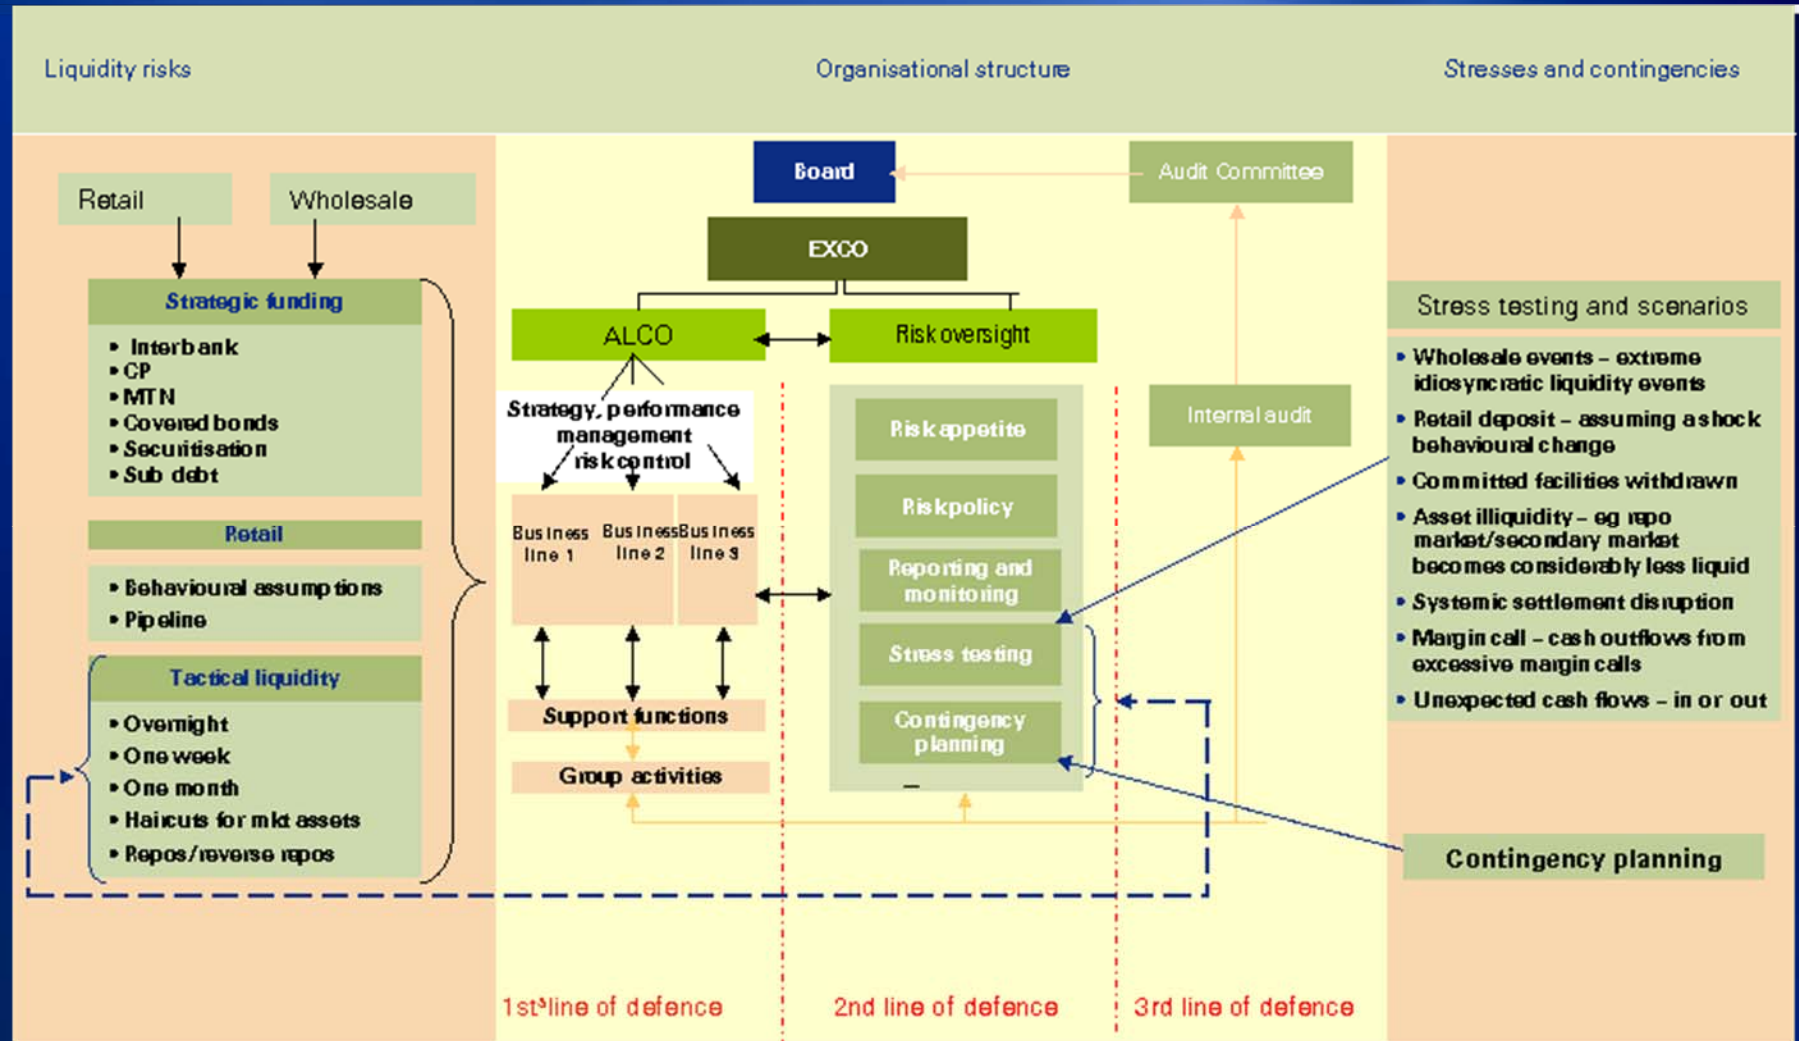 Liquidity risks
Organisational structure
Stresses and contingencies
Retail
Wholesale
Strategic funding
• Interbank
• CP
• MTN
• Covered bonds
• Securitisation
• Sub debt
Retail
• Behavioural assumptions
• Pipeline
Tactical liquidity
• Overnight
• One week
• One month
• Haircuts for mkt assets
• Repos/reverse repos
Board
Audit Committee
EXCO
ALCO
Risk oversight
Strategy, performance
management
risk control
Business
line 1
Business
line 2
Business
line 3
Support functions
Group activities
Risk appetite
Risk policy
Reporting and
monitoring
Stress testing
Contingency
planning
Internal audit
Stress testing and scenarios
• Wholesale events – extreme
idiosyncratic liquidity events
• Retail deposit – assuming a shock
behavioural change
• Committed facilities withdrawn
• Asset illiquidity – eg repo
market/secondary market
becomes considerably less liquid
• Systemic settlement disruption
• Margin call – cash outflows from
excessive margin calls
• Unexpected cash flows – in or out
Contingency planning
1st line of defence
2nd line of defence
3rd line of defence